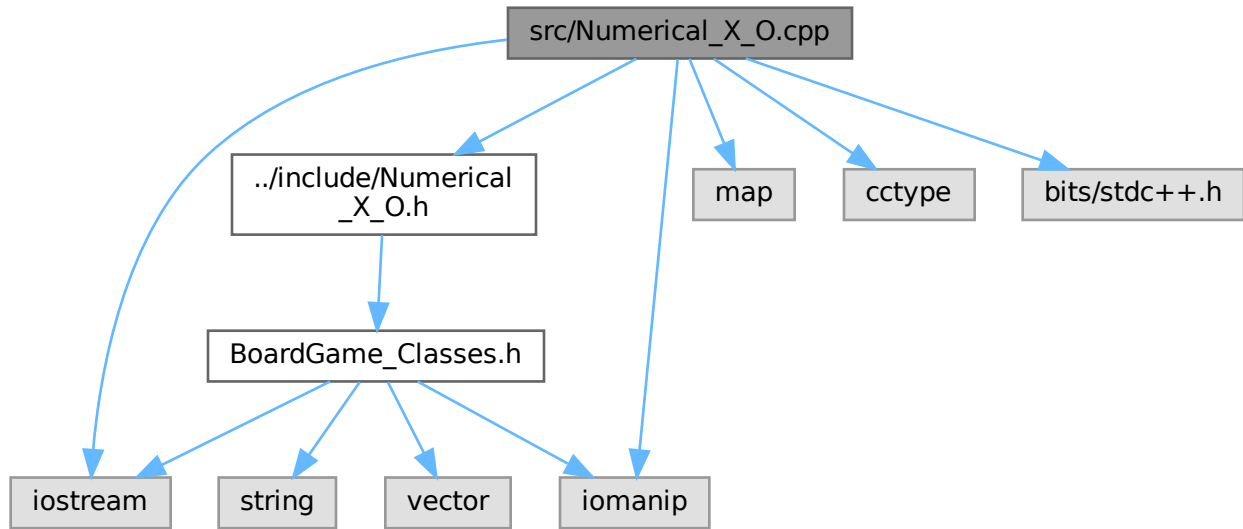 src/Numerical_X_O.cpp
../include/Numerical
_X_O.h
map
cctype
bits/stdc++.h
BoardGame_Classes.h
iostream
string
vector
iomanip